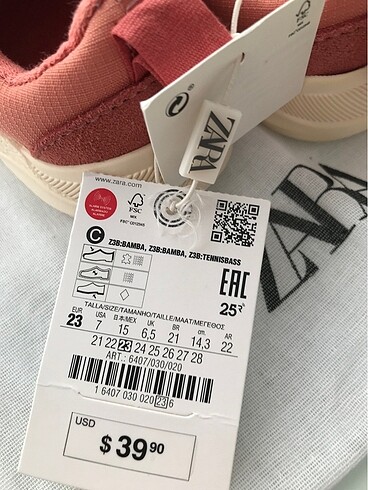 FSC
ZARA
ZARA
www.zara.com
FSC
MIX
C
Z3B:BAMBA, Z3B:BAMBA, Z3B:TENNISBASS
EAC
TALLA/SIZE/TAMANHO/TAILLE/MAAT/ΜΕΓΕΘΟΣ
EUR USA 日本/MEX UK BR cm AR
23 7 15 6,5 21 14,3 22
21 22 23 24 25 26 27 28
ART.: 6407/030/020
1 6407 030 020 23 6
USD
$ 39 90